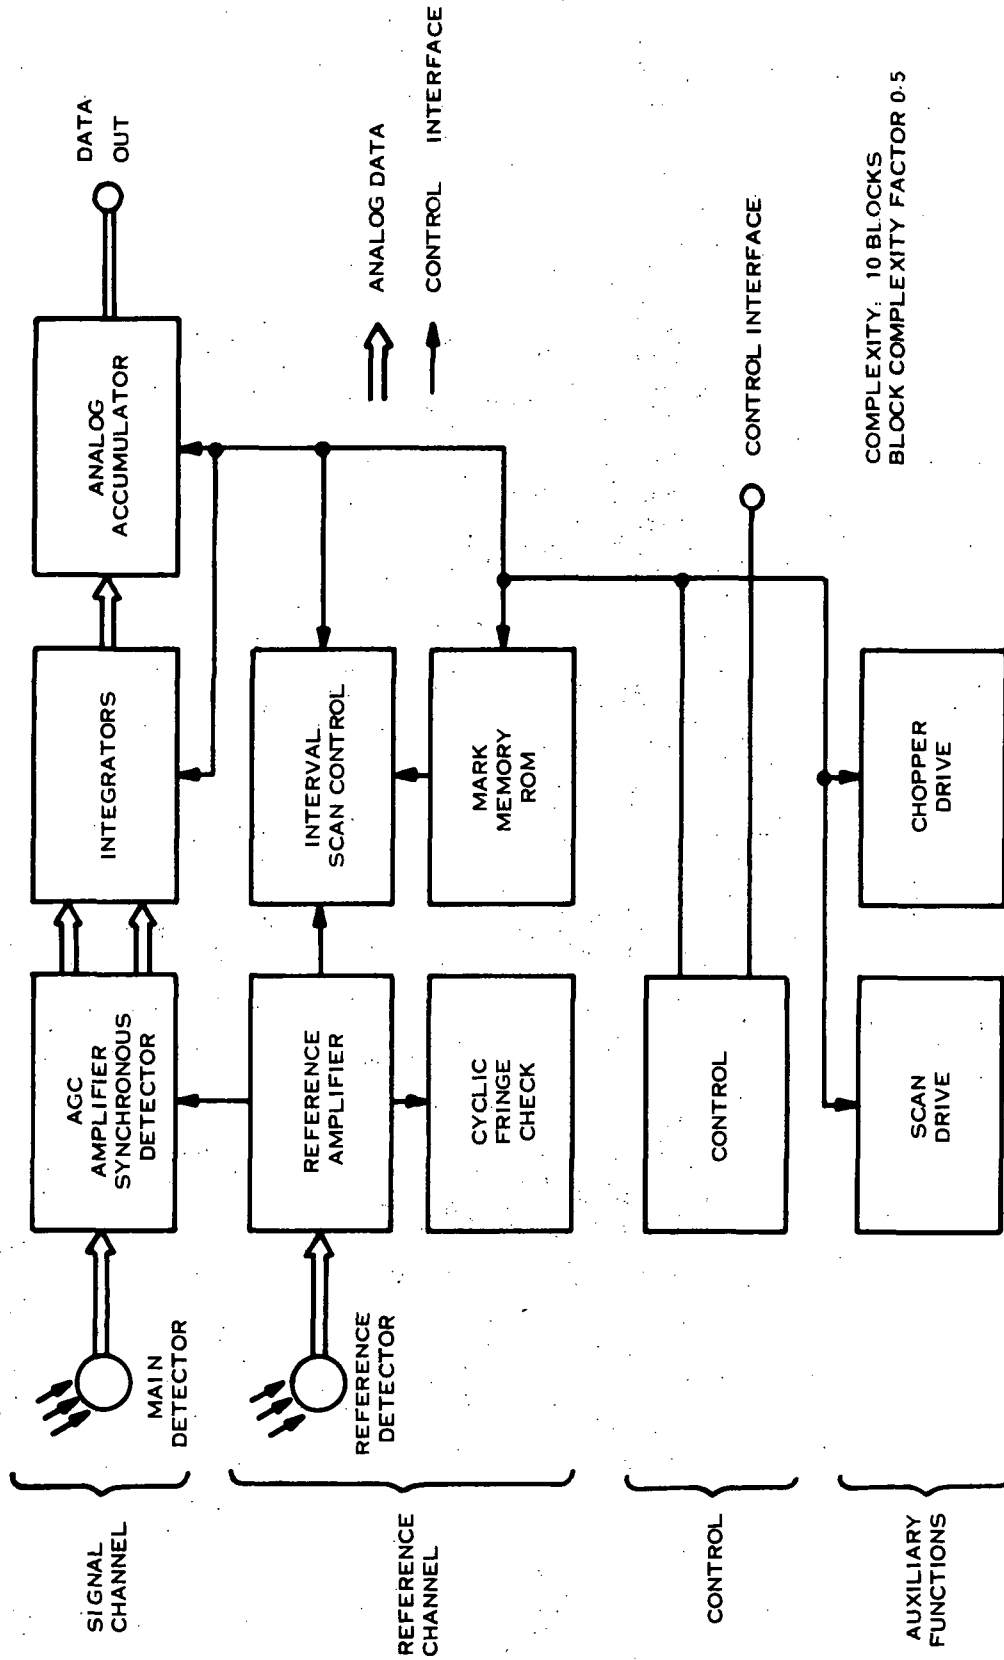 SIGNAL
CHANNEL
MAIN
DETECTOR
AGC
AMPLIFIER
SYNCHRONOUS
DETECTOR
INTEGRATORS
ANALOG
ACCUMULATOR
DATA
OUT
REFERENCE
CHANNEL
REFERENCE
DETECTOR
REFERENCE
AMPLIFIER
INTERVAL
SCAN CONTROL
CYCLIC
FRINGE
CHECK
MARK
MEMORY
ROM
ANALOG DATA
CONTROL INTERFACE
CONTROL
CONTROL
CONTROL INTERFACE
AUXILIARY
FUNCTIONS
SCAN
DRIVE
CHOPPER
DRIVE
COMPLEXITY: 10 BLOCKS
BLOCK COMPLEXITY FACTOR 0.5